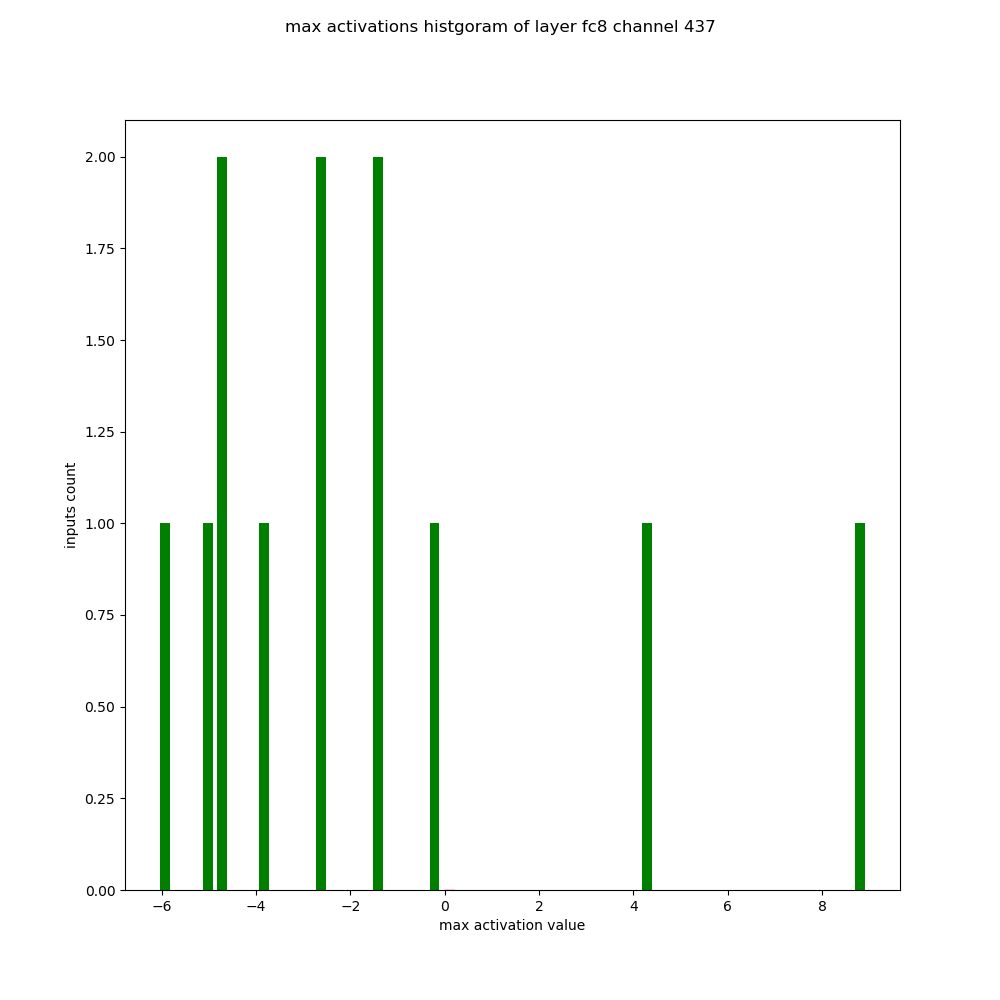 max activations histgoram of layer fc8 channel 437
2.00
1.75
1.50
1.25
1.00
0.75
0.50
0.25
0.00
inputs count
−6 −4 −2 0 2 4 6 8
max activation value